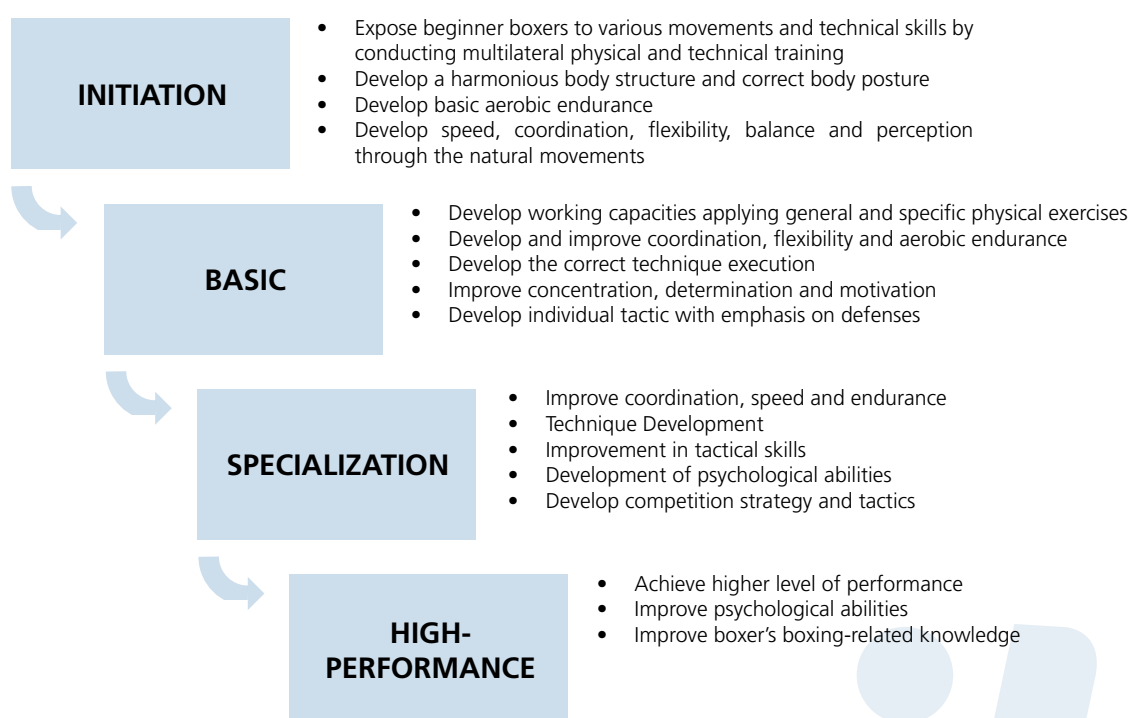 INITIATION
• Expose beginner boxers to various movements and technical skills by
conducting multilateral physical and technical training
• Develop a harmonious body structure and correct body posture
• Develop basic aerobic endurance
• Develop speed, coordination, flexibility, balance and perception
through the natural movements
BASIC
• Develop working capacities applying general and specific physical exercises
• Develop and improve coordination, flexibility and aerobic endurance
• Develop the correct technique execution
• Improve concentration, determination and motivation
• Develop individual tactic with emphasis on defenses
SPECIALIZATION
• Improve coordination, speed and endurance
• Technique Development
• Improvement in tactical skills
• Development of psychological abilities
• Develop competition strategy and tactics
HIGH-
PERFORMANCE
• Achieve higher level of performance
• Improve psychological abilities
• Improve boxer's boxing-related knowledge